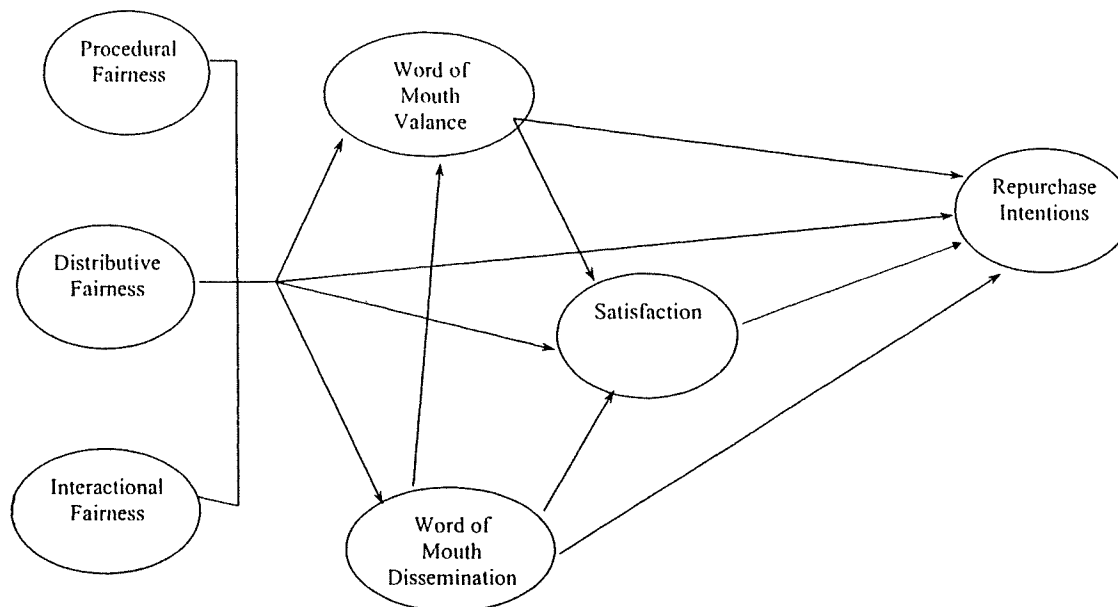 Procedural
Fairness
Word of
Mouth
Valance
Repurchase
Intentions
Distributive
Fairness
Satisfaction
Interactional
Fairness
Word of
Mouth
Dissemination